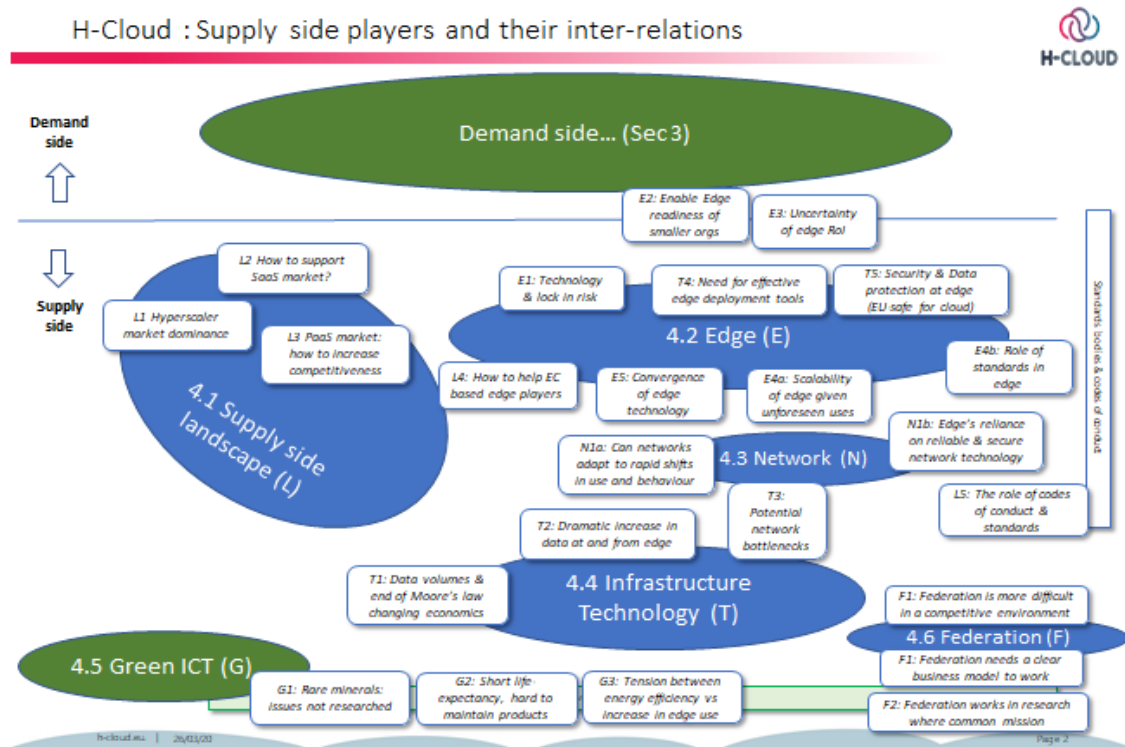 H-Cloud : Supply side players and their inter-relations
H-CLOUD
Demand
side
Demand side... (Sec 3)
E2: Enable Edge
readiness of
smaller orgs
E3: Uncertainty
of edge RoI
Supply
side
L2 How to support
SaaS market?
L1 Hyperscaler
market dominance
L3 PaaS market:
how to increase
competitiveness
4.1 Supply side
landscape (L)
E1: Technology
& lock in risk
T4: Need for effective
edge deployment tools
T5: Security & Data
protection at edge
(EU safe for cloud)
4.2 Edge (E)
L4: How to help EC
based edge players
E5: Convergence
of edge
technology
E4a: Scalability
of edge given
unforeseen uses
E4b: Role of
standards in
edge
Standards bodies & codes of conduct
N1a: Can networks
adapt to rapid shifts
in use and behaviour
4.3 Network (N)
N1b: Edge's reliance
on reliable & secure
network technology
T3:
Potential
network
bottlenecks
L5: The role of codes
of conduct &
standards
T2: Dramatic increase in
data at and from edge
T1: Data volumes &
end of Moore's law
changing economics
4.4 Infrastructure
Technology (T)
F1: Federation is more difficult
in a competitive environment
4.6 Federation (F)
F1: Federation needs a clear
business model to work
F2: Federation works in research
where common mission
4.5 Green ICT (G)
G1: Rare minerals:
issues not researched
G2: Short life
expectancy, hard to
maintain products
G3: Tension between
energy efficiency vs
increase in edge use
h-cloud.eu | 26/03/20
Page 2